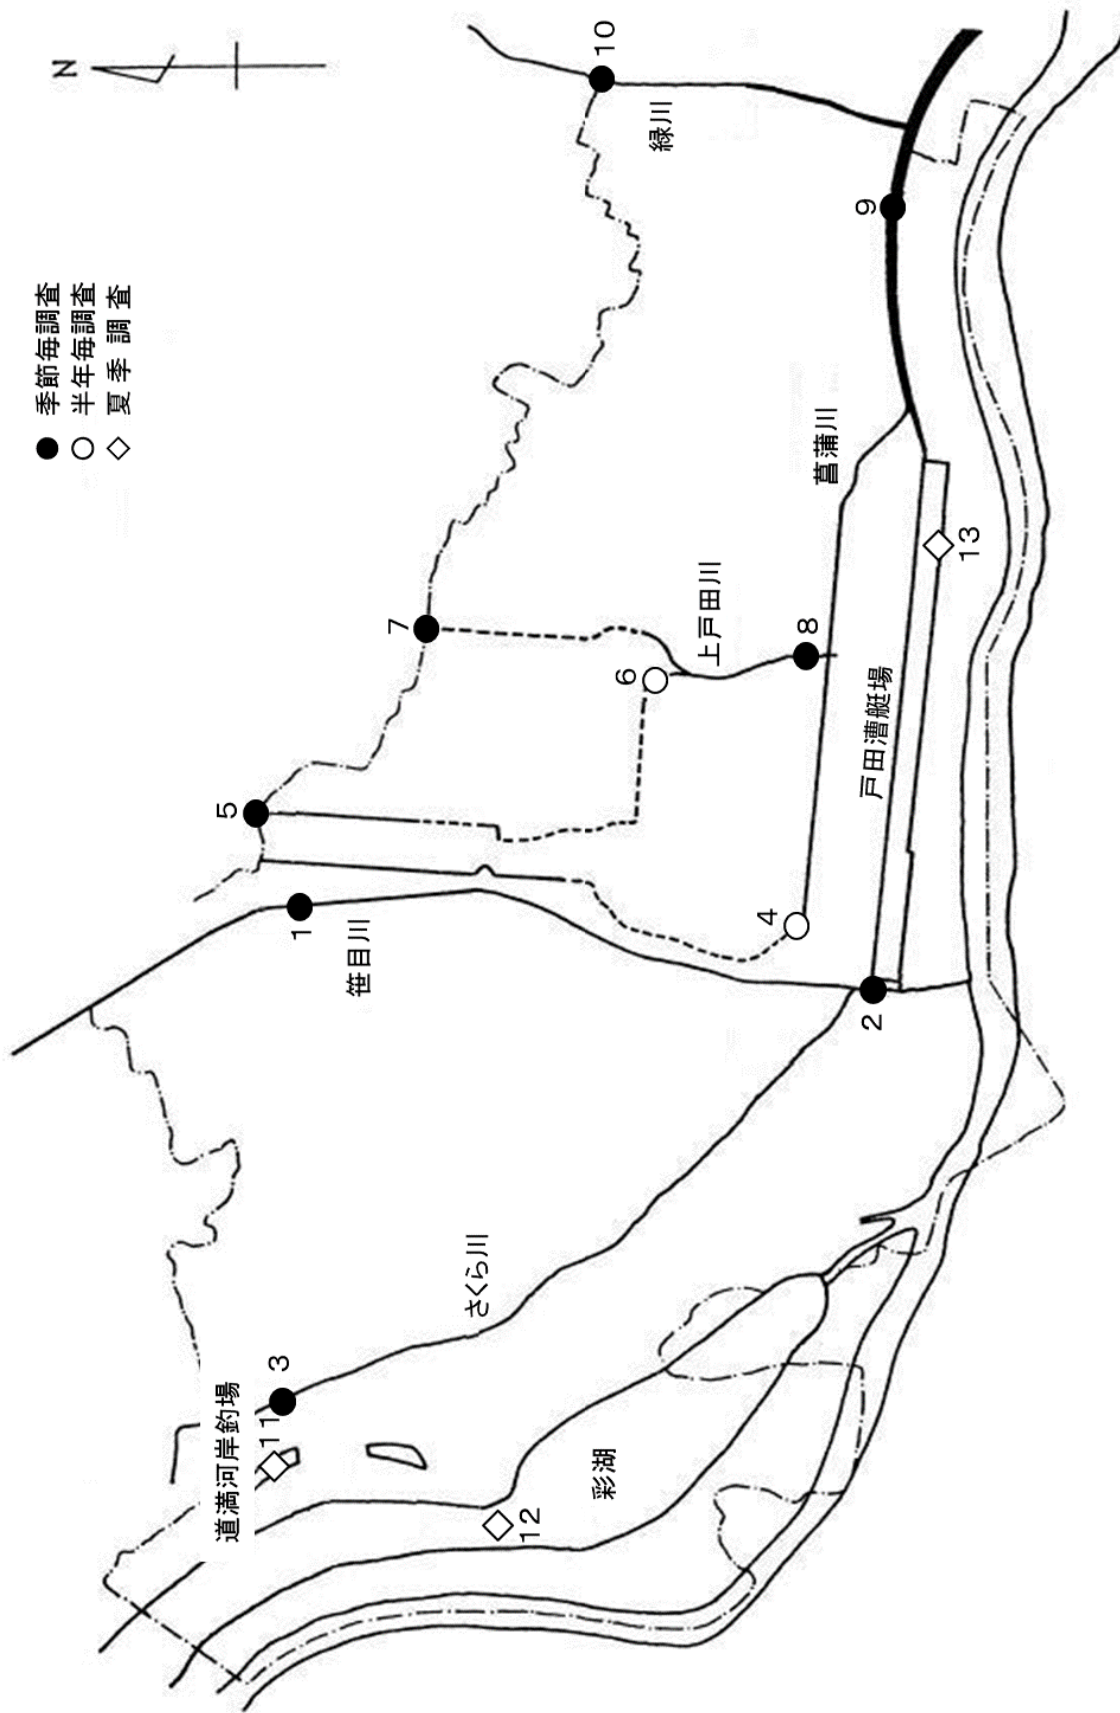 N
● 季節毎調査
○ 半年毎調査
◇ 夏季調査
10
緑川
9
菖蒲川
13
7
上戸田川
8
6
戸田漕艇場
5
4
1
笹目川
2
さくら川
3
道満河岸釣場
11
彩湖
12